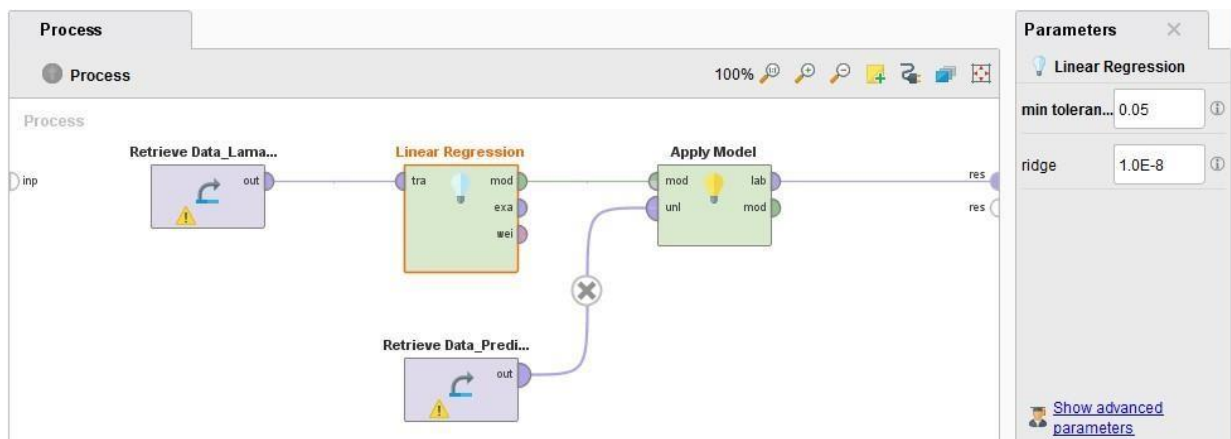 Process
Process
100%
Process
inp
Retrieve Data_Lama...
out
Linear Regression
tra
mod
exa
wei
Apply Model
mod
unl
lab
mod
res
res
Retrieve Data_Predi...
out
Parameters
Linear Regression
min toleran... 0.05
ridge 1.0E-8
Show advanced
parameters